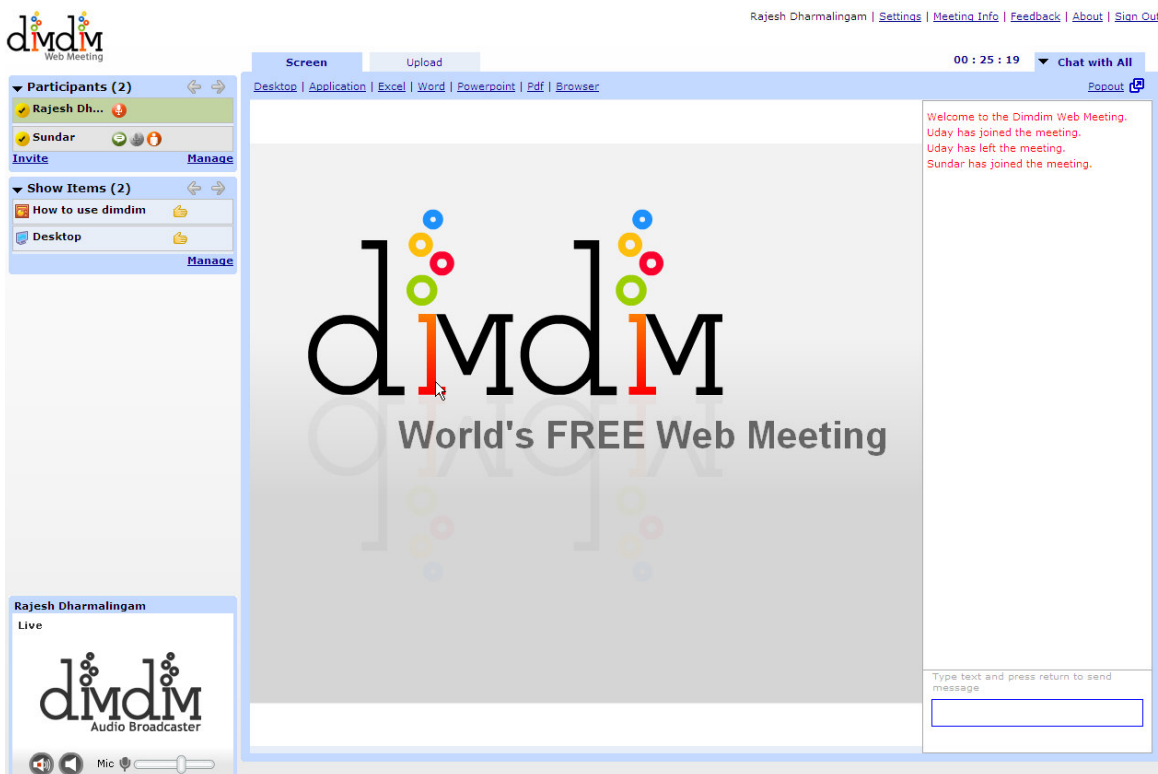 dimdim
Web Meeting
Rajesh Dharmalingam | Settings | Meeting Info | Feedback | About | Sign Out
Screen
Upload
00 : 25 : 19
Chat with All
Desktop | Application | Excel | Word | Powerpoint | Pdf | Browser
Popout
Participants (2)
Rajesh Dh...
Sundar
Invite
Manage
Show Items (2)
How to use dimdim
Desktop
Manage
dimdim
World's FREE Web Meeting
Welcome to the Dimdim Web Meeting.
Uday has joined the meeting.
Uday has left the meeting.
Sundar has joined the meeting.
Type text and press return to send
message
Rajesh Dharmalingam
Live
dimdim
Audio Broadcaster
Mic